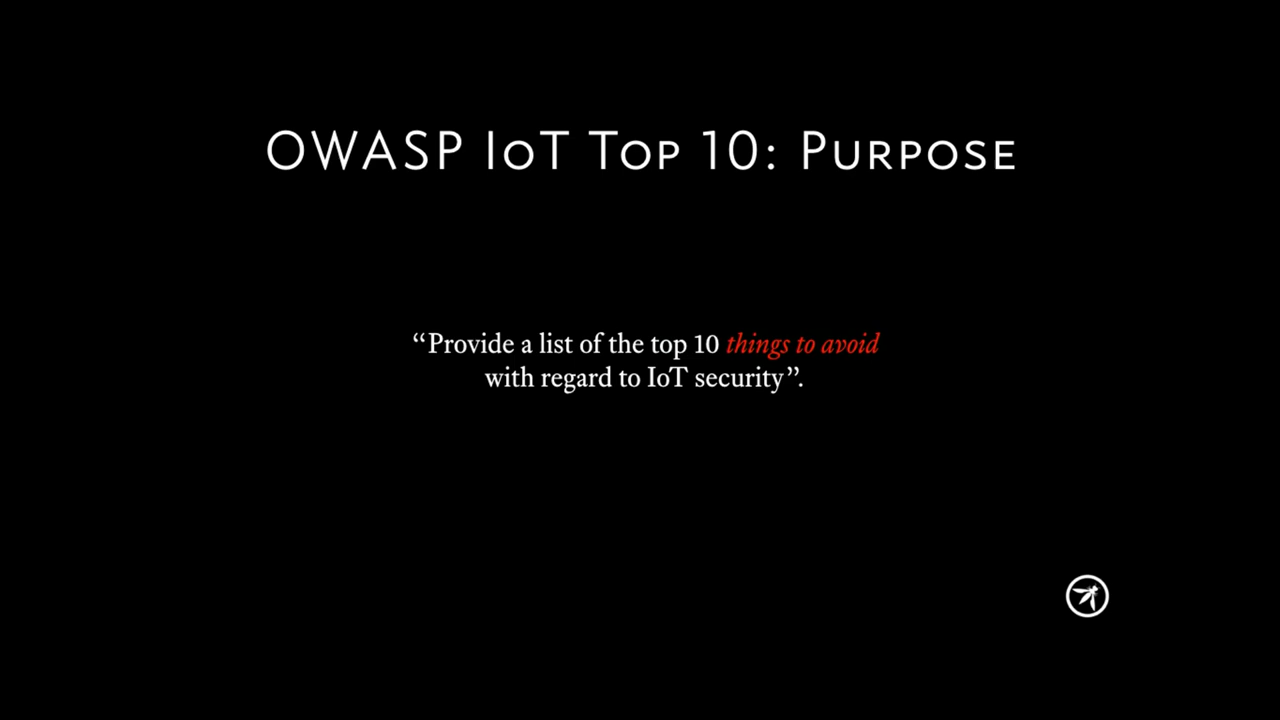 OWASP IoT Top 10: Purpose
“Provide a list of the top 10 things to avoid
with regard to IoT security”.